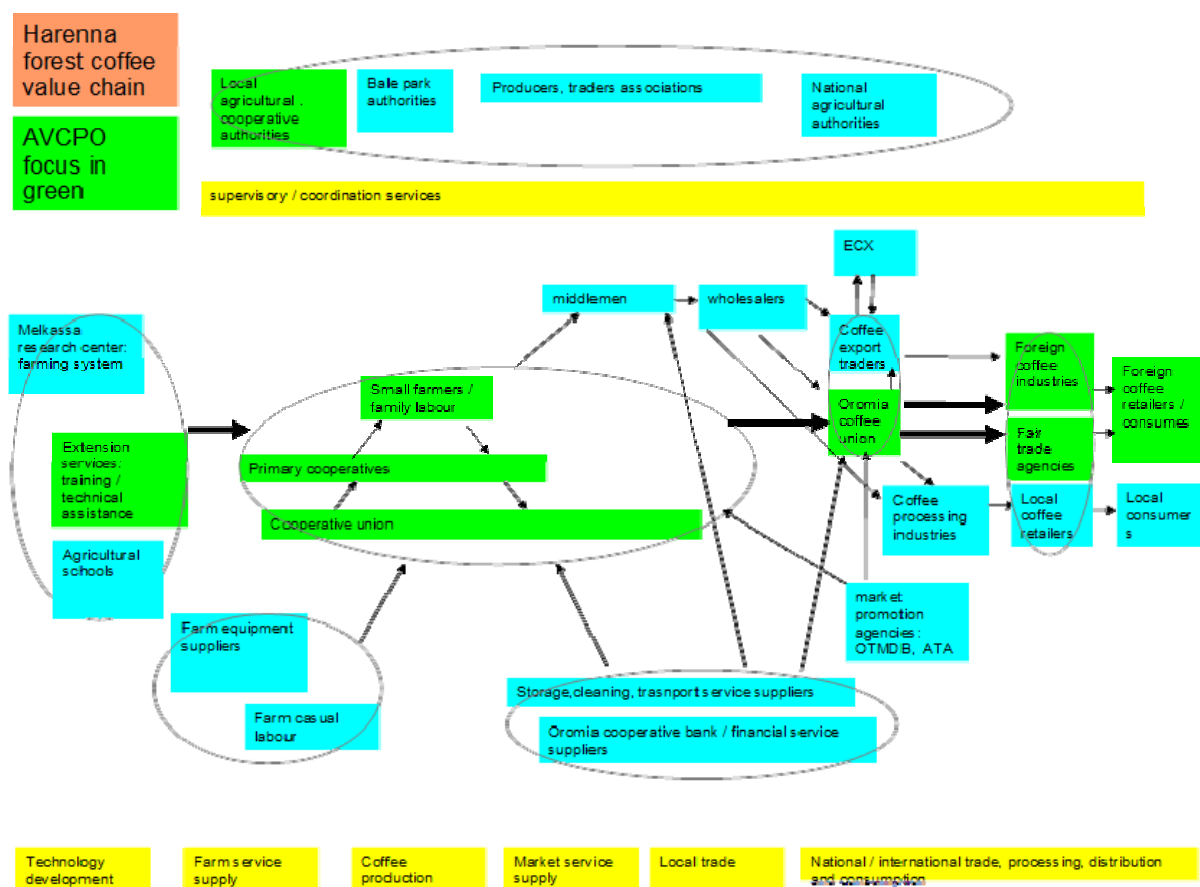 Harenna
forest coffee
value chain
AVCPO
focus in
green
Local
agricultural .
cooperative
authorities
Bale park
authorities
Producers, traders associations
National
agricultural
authorities
supervisory / coordination services
ECX
middlemen
wholesalers
Melkassa
research center:
farming system
Coffee
export
traders
Foreign
coffee
industries
Foreign
coffee
retailers /
consumes
Small farmers /
family labour
Oromia
coffee
union
Fair
trade
agencies
Extension
services:
training /
technical
assistance
Primary cooperatives
Cooperative union
Coffee
processing
industries
Local
coffee
retailers
Local
consumer
s
Agricultural
schools
market
promotion
agencies:
OTMDB, ATA
Farm equipment
suppliers
Farm casual
labour
Storage,cleaning, trasnport service suppliers
Oromia cooperative bank / financial service
suppliers
Technology
development
Farm service
supply
Coffee
production
Market service
supply
Local trade
National / international trade, processing, distribution
and consumption